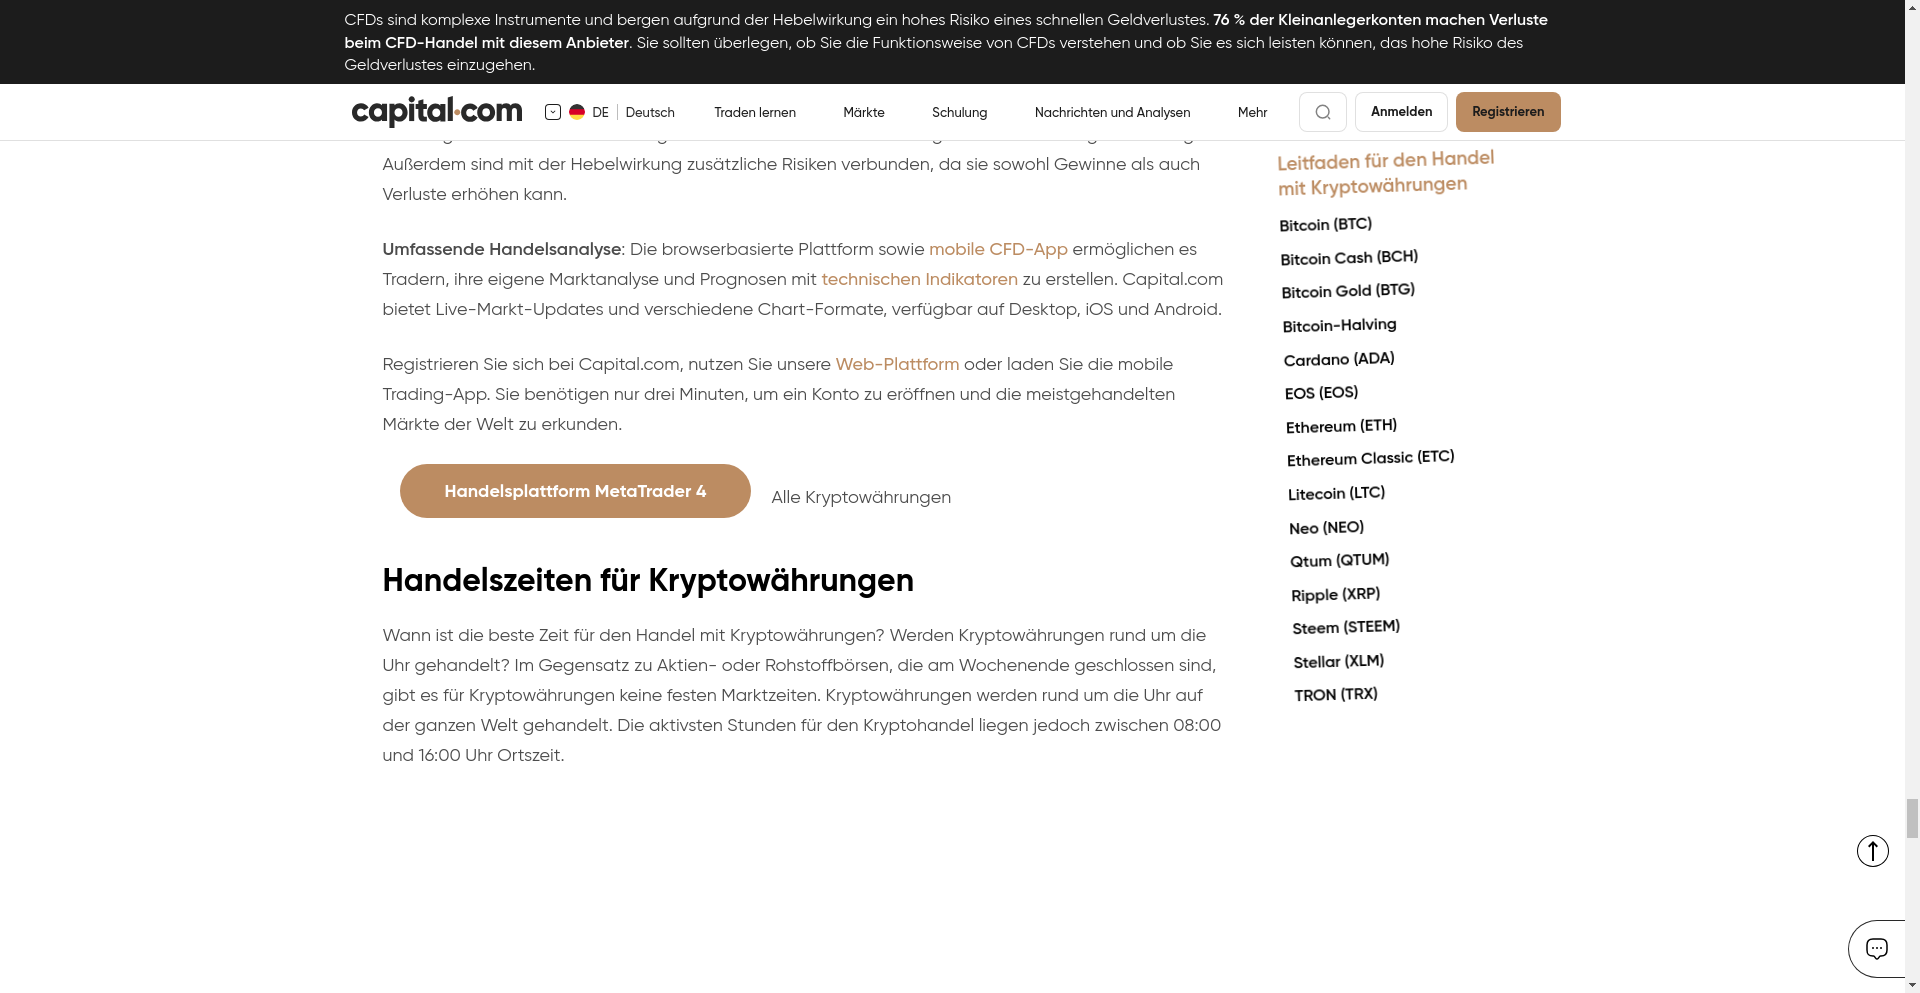 CFDs sind komplexe Instrumente und bergen aufgrund der Hebelwirkung ein hohes Risiko eines schnellen Geldverlustes. 76 % der Kleinanlegerkonten machen Verluste
beim CFD-Handel mit diesem Anbieter. Sie sollten überlegen, ob Sie die Funktionsweise von CFDs verstehen und ob Sie es sich leisten können, das hohe Risiko des
Geldverlustes einzugehen.
capital.com
DE Deutsch
Traden lernen
Märkte
Schulung
Nachrichten und Analysen
Mehr
Anmelden
Registrieren
Außerdem sind mit der Hebelwirkung zusätzliche Risiken verbunden, da sie sowohl Gewinne als auch
Verluste erhöhen kann.
Umfassende Handelsanalyse: Die browserbasierte Plattform sowie mobile CFD-App ermöglichen es
Tradern, ihre eigene Marktanalyse und Prognosen mit technischen Indikatoren zu erstellen. Capital.com
bietet Live-Markt-Updates und verschiedene Chart-Formate, verfügbar auf Desktop, iOS und Android.
Registrieren Sie sich bei Capital.com, nutzen Sie unsere Web-Plattform oder laden Sie die mobile
Trading-App. Sie benötigen nur drei Minuten, um ein Konto zu eröffnen und die meistgehandelten
Märkte der Welt zu erkunden.
Handelsplattform MetaTrader 4
Alle Kryptowährungen
Handelszeiten für Kryptowährungen
Wann ist die beste Zeit für den Handel mit Kryptowährungen? Werden Kryptowährungen rund um die
Uhr gehandelt? Im Gegensatz zu Aktien- oder Rohstoffbörsen, die am Wochenende geschlossen sind,
gibt es für Kryptowährungen keine festen Marktzeiten. Kryptowährungen werden rund um die Uhr auf
der ganzen Welt gehandelt. Die aktivsten Stunden für den Kryptohandel liegen jedoch zwischen 08:00
und 16:00 Uhr Ortszeit.
Leitfaden für den Handel
mit Kryptowährungen
Bitcoin (BTC)
Bitcoin Cash (BCH)
Bitcoin Gold (BTG)
Bitcoin-Halving
Cardano (ADA)
EOS (EOS)
Ethereum (ETH)
Ethereum Classic (ETC)
Litecoin (LTC)
Neo (NEO)
Qtum (QTUM)
Ripple (XRP)
Steem (STEEM)
Stellar (XLM)
TRON (TRX)